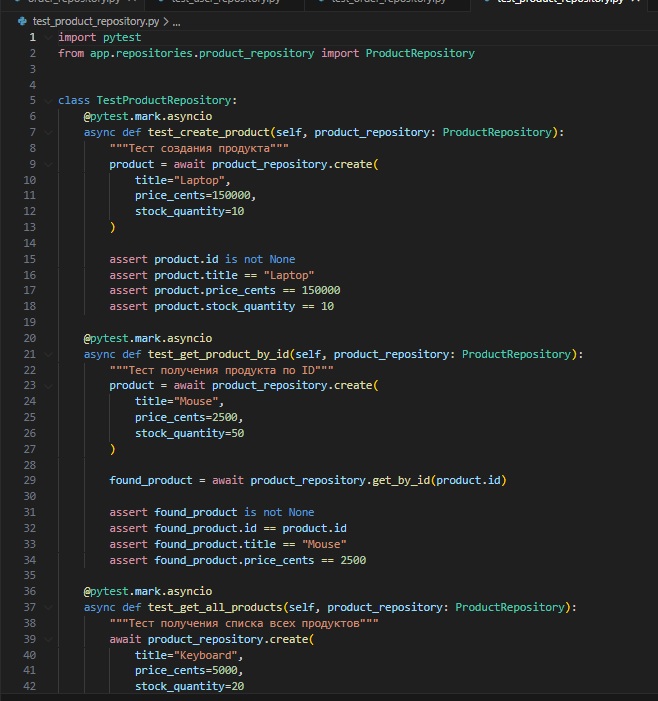 order_repository.py test_user_repository.py test_order_repository.py test_product_repository.py
test_product_repository.py > ...
1 import pytest
2 from app.repositories.product_repository import ProductRepository
3
4
5 class TestProductRepository:
6 @pytest.mark.asyncio
7 async def test_create_product(self, product_repository: ProductRepository):
8 """Тест создания продукта"""
9 product = await product_repository.create(
10 title="Laptop",
11 price_cents=150000,
12 stock_quantity=10
13 )
14
15 assert product.id is not None
16 assert product.title == "Laptop"
17 assert product.price_cents == 150000
18 assert product.stock_quantity == 10
19
20 @pytest.mark.asyncio
21 async def test_get_product_by_id(self, product_repository: ProductRepository):
22 """Тест получения продукта по ID"""
23 product = await product_repository.create(
24 title="Mouse",
25 price_cents=2500,
26 stock_quantity=50
27 )
28
29 found_product = await product_repository.get_by_id(product.id)
30
31 assert found_product is not None
32 assert found_product.id == product.id
33 assert found_product.title == "Mouse"
34 assert found_product.price_cents == 2500
35
36 @pytest.mark.asyncio
37 async def test_get_all_products(self, product_repository: ProductRepository):
38 """Тест получения списка всех продуктов"""
39 await product_repository.create(
40 title="Keyboard",
41 price_cents=5000,
42 stock_quantity=20